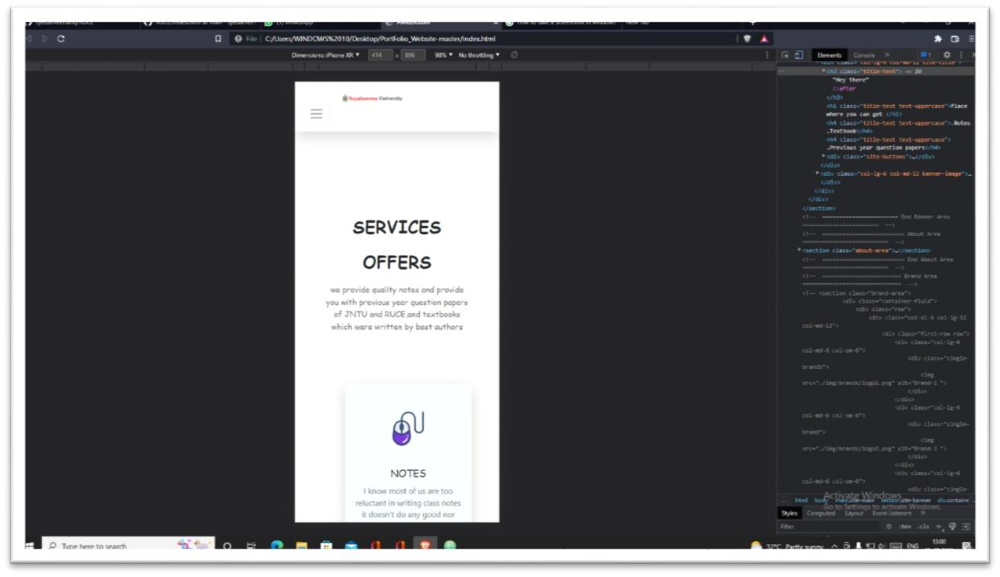 File | C:/Users/WINDOWS%2010/Desktop/PortFolio_Website-master/index.html
Dimensions: iPhone XR ▼ 414 x 896 98% ▼ No throttling ▼
Elements Console » 1
Rayalaseema University
SERVICES
OFFERS
we provide quality notes and provide
you with previous year question papers
of JNTU and RUCE,and textbooks
which were written by best authors
NOTES
I know most of us are too
reluctant in writing class notes
it doesn't do any good nor
<h3 class="title-text"> == $0
"Hey there"
::after
</h3>
<h1 class="title-text text-uppercase">Place
where you can get </h1>
<h4 class="title-text text-uppercase">.Notes
.Textbook</h4>
<h4 class="title-text text-uppercase">
.Previous year question papers</h4>
<div class="site-buttons">…</div>
</div>
<div class="col-lg-6 col-md-12 banner-image">…
</div>
</div>
</div>
</section>
<!-- ======================= End Banner Area
======================= -->
<!-- ========================= About Area
========================= -->
<section class="about-area">…</section>
<!-- ========================= End About Area
========================= -->
<!-- ========================= Brand Area
========================= -->
<!-- <section class="brand-area">
<div class="container-fluid">
<div class="row">
<div class="col-xl-6 col-lg-12
col-md-12">
<div class="first-row row">
<div class="col-lg-4
col-md-6 col-sm-6">
<div class="single-
brand">
<img
src="./img/brands/logo1.png" alt="Brand-1 ">
</div>
</div>
<div class="col-lg-4
col-md-6 col-sm-6">
<div class="single-
brand">
<img
src="./img/brands/logo2.png" alt="Brand-2 ">
</div>
</div>
<div class="col-lg-4
col-md-6 col-sm-6">
<div class="single-
Activate Windows
Go to Settings to activate Windows.
... html body main.site-main section.site-banner div.containe
Styles Computed Layout Event Listeners »
Filter :hov .cls +
Type here to search
32°C Partly sunny ENG 13:00